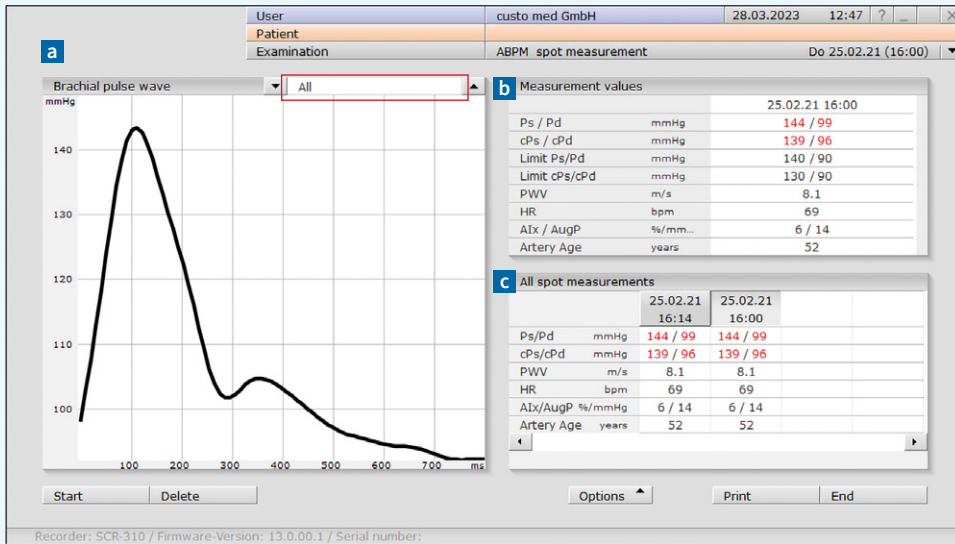 User custo med GmbH 28.03.2023 12:47 ? _ ×
Patient
Examination ABPM spot measurement Do 25.02.21 (16:00)
a
Brachial pulse wave All
mmHg
140
130
120
110
100
100 200 300 400 500 600 700 ms
b
Measurement values
25.02.21 16:00
Ps / Pd mmHg 144 / 99
cPs / cPd mmHg 139 / 96
Limit Ps/Pd mmHg 140 / 90
Limit cPs/cPd mmHg 130 / 90
PWV m/s 8.1
HR bpm 69
AIx / AugP %/mm... 6 / 14
Artery Age years 52
c
All spot measurements
25.02.21 25.02.21
16:14 16:00
Ps/Pd mmHg 144 / 99 144 / 99
cPs/cPd mmHg 139 / 96 139 / 96
PWV m/s 8.1 8.1
HR bpm 69 69
AIx/AugP %/mmHg 6 / 14 6 / 14
Artery Age years 52 52
Start Delete Options Print End
Recorder: SCR-310 / Firmware-Version: 13.0.00.1 / Serial number: